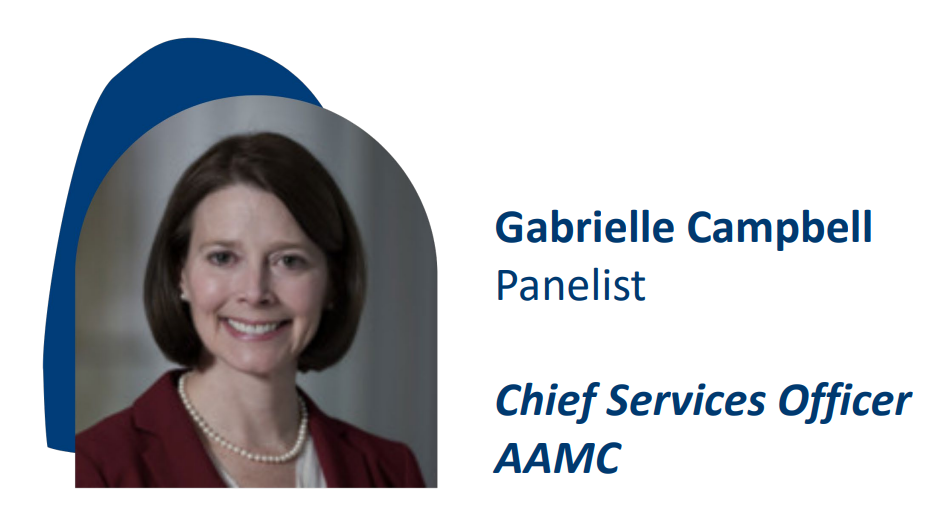 Gabrielle Campbell
Panelist
Chief Services Officer
AAMC